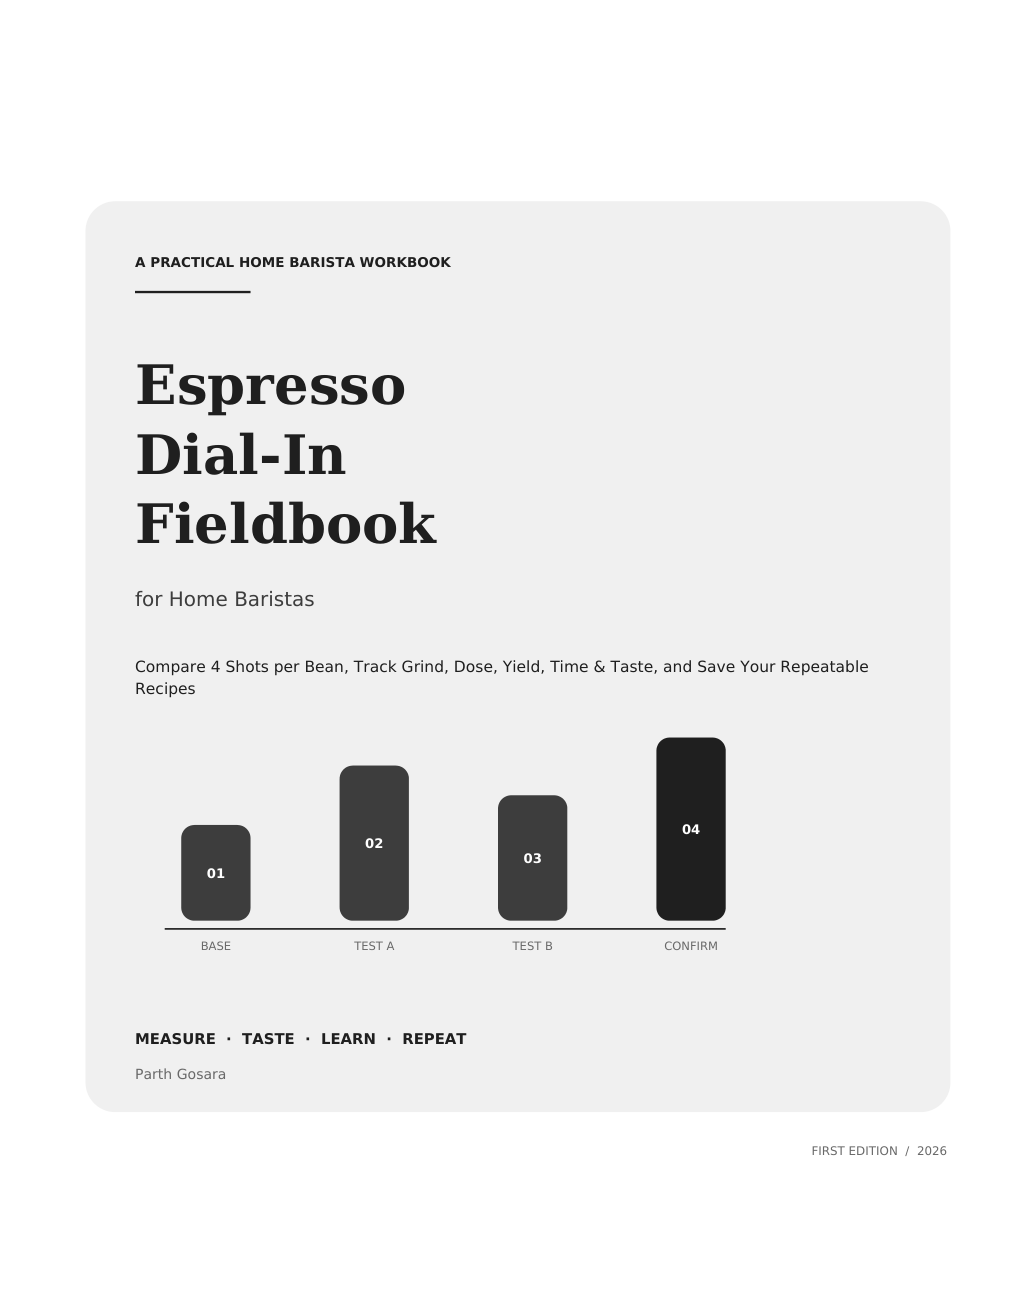 A PRACTICAL HOME BARISTA WORKBOOK
Espresso
Dial-In
Fieldbook
for Home Baristas
Compare 4 Shots per Bean, Track Grind, Dose, Yield, Time & Taste, and Save Your Repeatable
Recipes
01
02
03
04
BASE
TEST A
TEST B
CONFIRM
MEASURE · TASTE · LEARN · REPEAT
Parth Gosara
FIRST EDITION / 2026